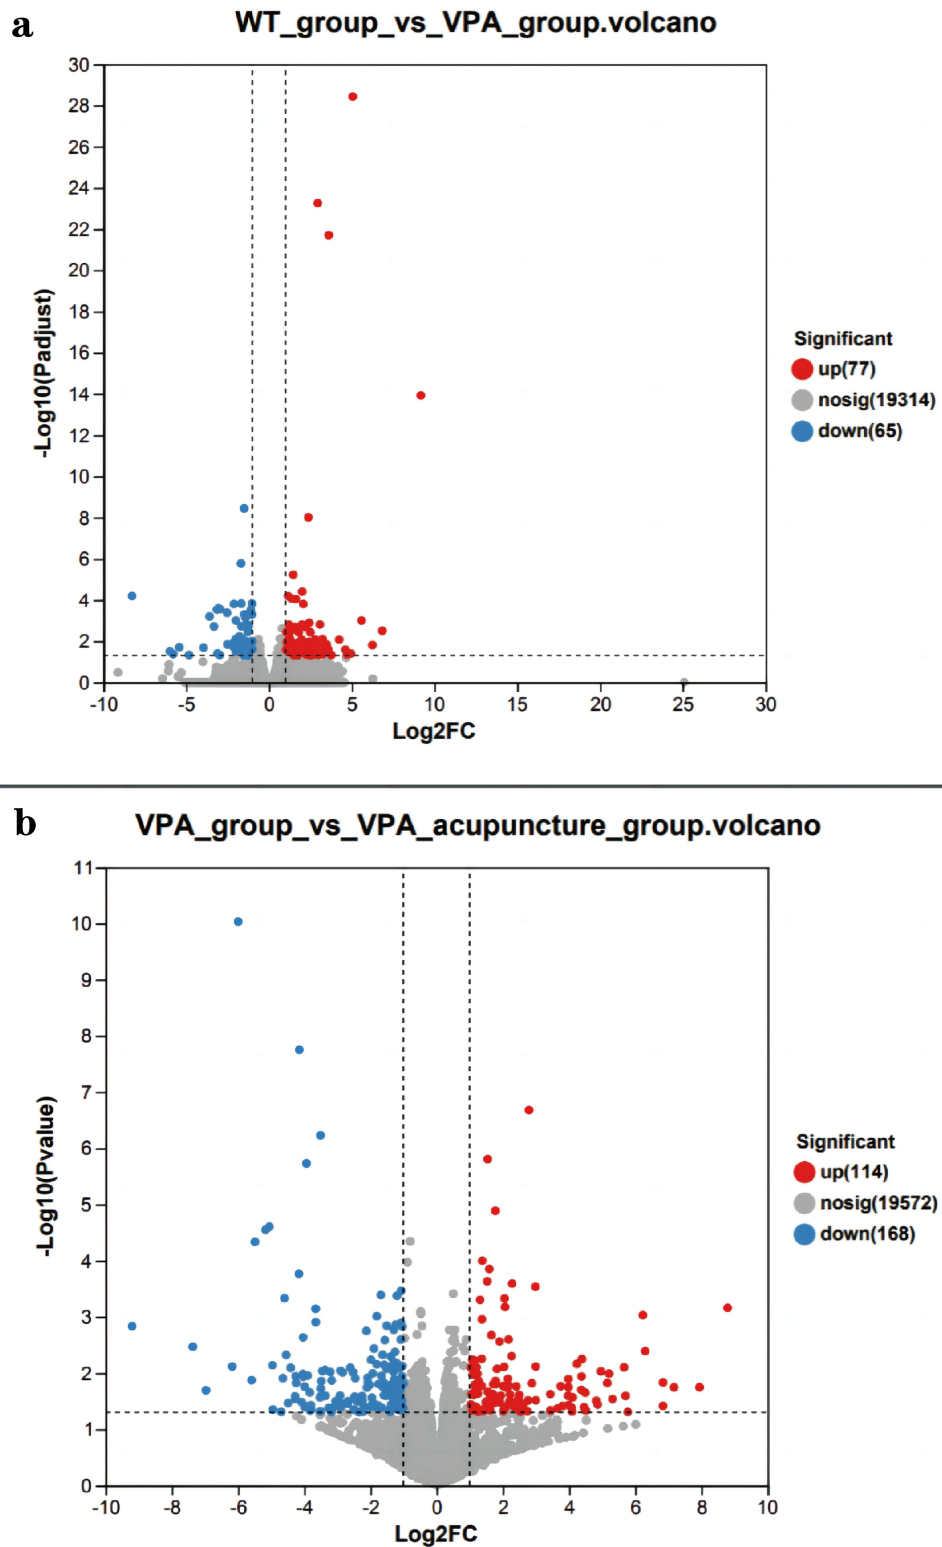 a
WT_group_vs_VPA_group.volcano
30
28
26
24
22
20
18
16
14
12
10
8
6
4
2
0
-Log10(Padjust)
-10 -5 0 5 10 15 20 25 30
Log2FC
Significant
up(77)
nosig(19314)
down(65)
b
VPA_group_vs_VPA_acupuncture_group.volcano
11
10
9
8
7
6
5
4
3
2
1
0
-Log10(Pvalue)
-10 -8 -6 -4 -2 0 2 4 6 8 10
Log2FC
Significant
up(114)
nosig(19572)
down(168)